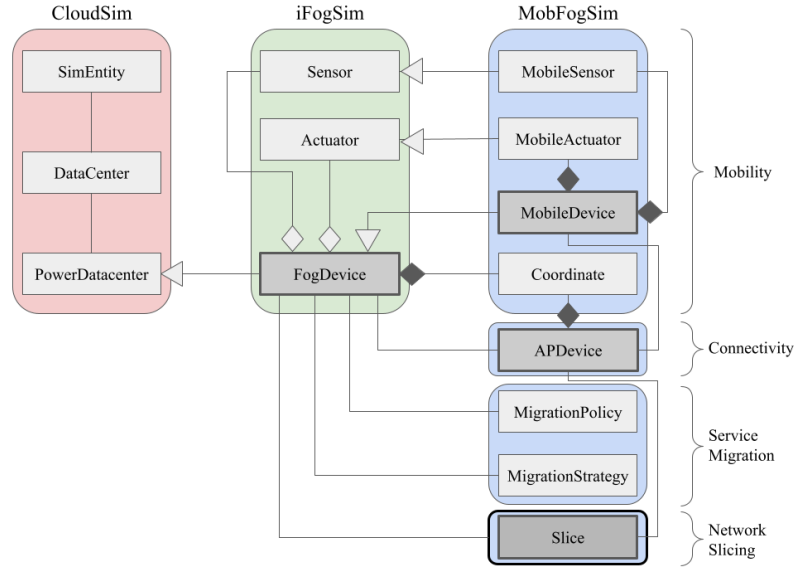 CloudSim
iFogSim
MobFogSim
SimEntity
DataCenter
PowerDatacenter
Sensor
Actuator
FogDevice
MobileSensor
MobileActuator
MobileDevice
Coordinate
APDevice
MigrationPolicy
MigrationStrategy
Slice
Mobility
Connectivity
Service
Migration
Network
Slicing